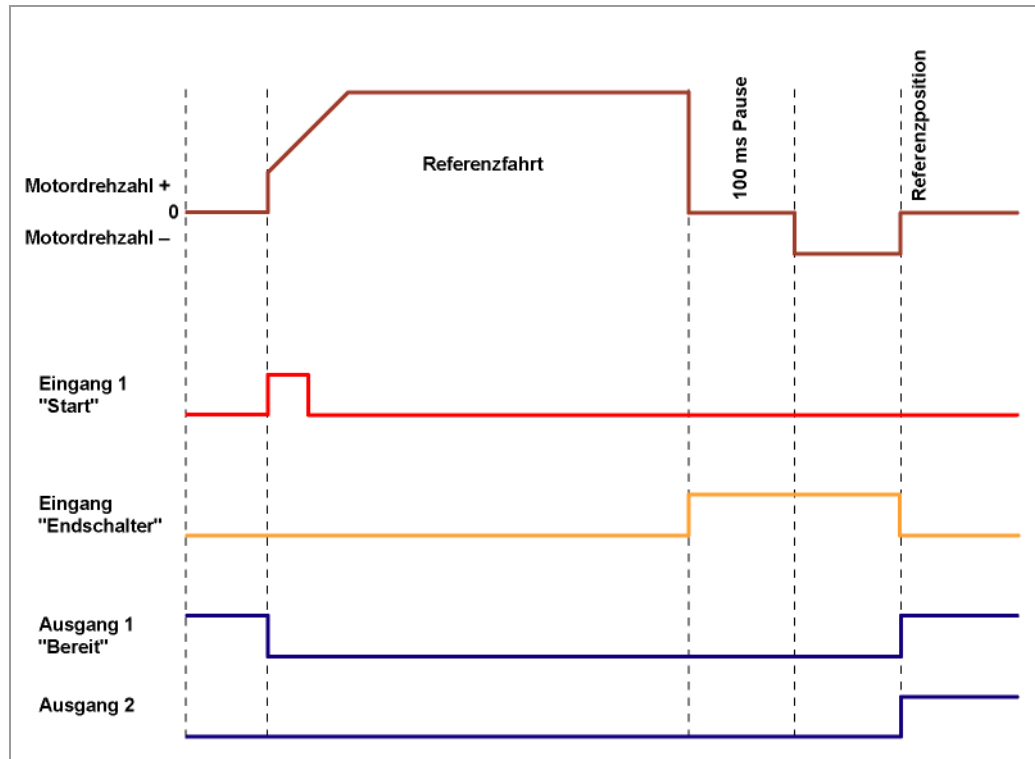 Referenzfahrt
100 ms Pause
Referenzposition
Motordrehzahl +
0
Motordrehzahl –
Eingang 1
"Start"
Eingang
"Endschalter"
Ausgang 1
"Bereit"
Ausgang 2